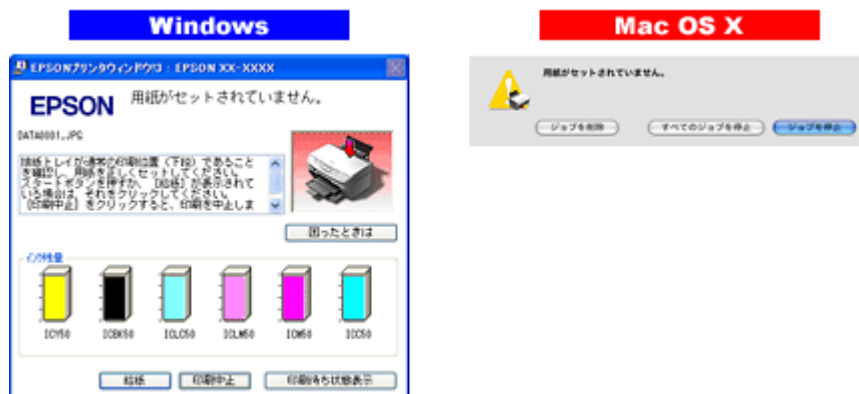 Windows
Mac OS X
EPSONプリンタウィンドウ : EPSON XX-XXXX
EPSON
用紙がセットされていません。
DATA0001.JPG
給紙トレイが通常の印刷位置（下段）であること
を確認し、用紙を正しくセットしてください。
スタートボタンを押すか、［給紙］が表示されて
いる場合は、それをクリックしてください。
［印刷中止］をクリックすると、印刷を中止しま
困ったときは
インク残量
ICY50
ICBK50
ICLC50
ICLM50
ICM50
ICC50
給紙
印刷中止
印刷待ち状態表示
用紙がセットされていません。
ジョブを削除
すべてのジョブを停止
ジョブを停止